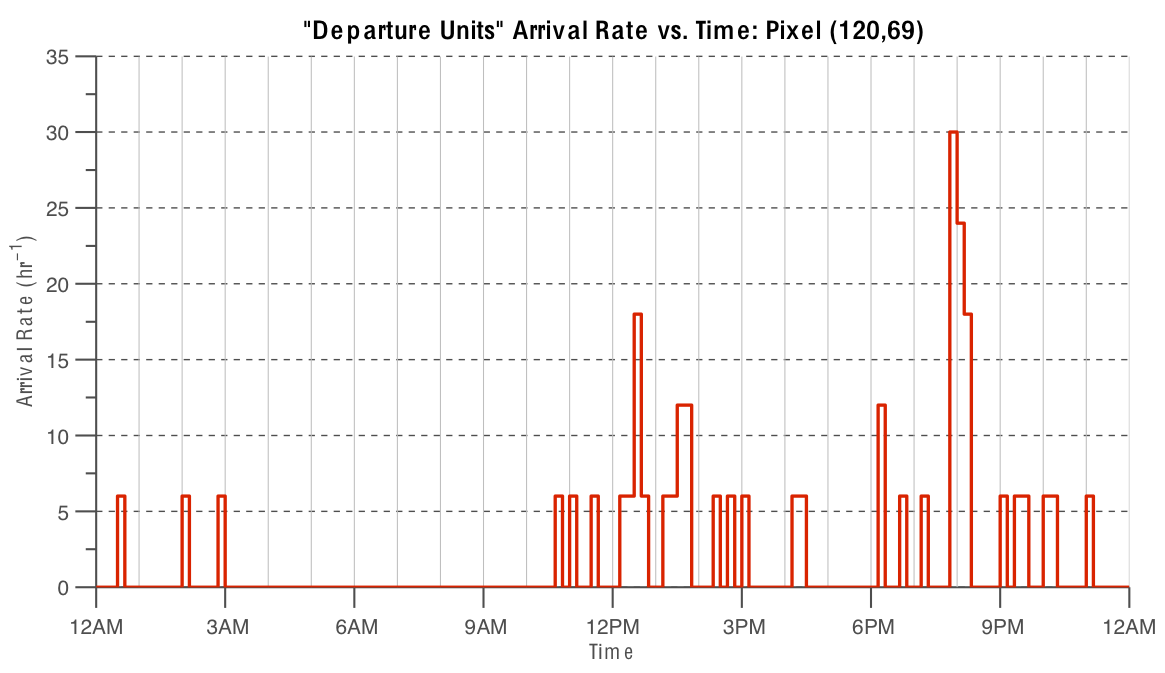 "Departure Units" Arrival Rate vs. Time: Pixel (120,69)
35
30
25
20
15
10
5
0
Arrival Rate (hr⁻¹)
12AM 3AM 6AM 9AM 12PM 3PM 6PM 9PM 12AM
Time